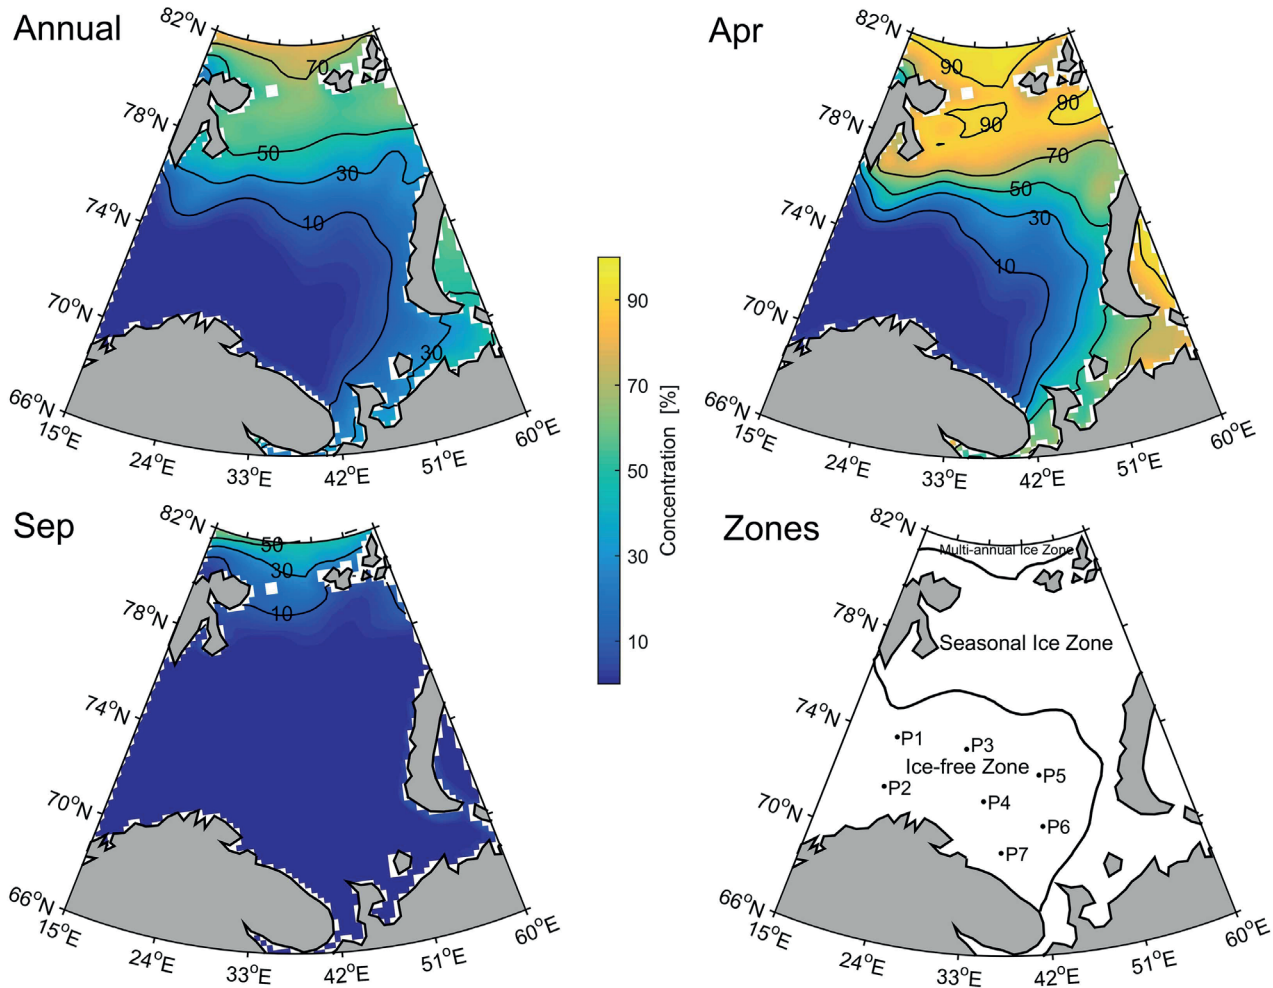 Annual
82°N
78°N
74°N
70°N
66°N
15°E
24°E
33°E
42°E
51°E
60°E
70
50
30
10
30
Apr
82°N
78°N
74°N
70°N
66°N
15°E
24°E
33°E
42°E
51°E
60°E
90
90
90
70
50
30
10
90
70
50
30
10
Concentration [%]
Sep
82°N
78°N
74°N
70°N
66°N
15°E
24°E
33°E
42°E
51°E
60°E
50
30
10
Zones
82°N
78°N
74°N
70°N
66°N
15°E
24°E
33°E
42°E
51°E
60°E
Multi-annual Ice Zone
Seasonal Ice Zone
P1
P3
Ice-free Zone
P5
P2
P4
P6
P7